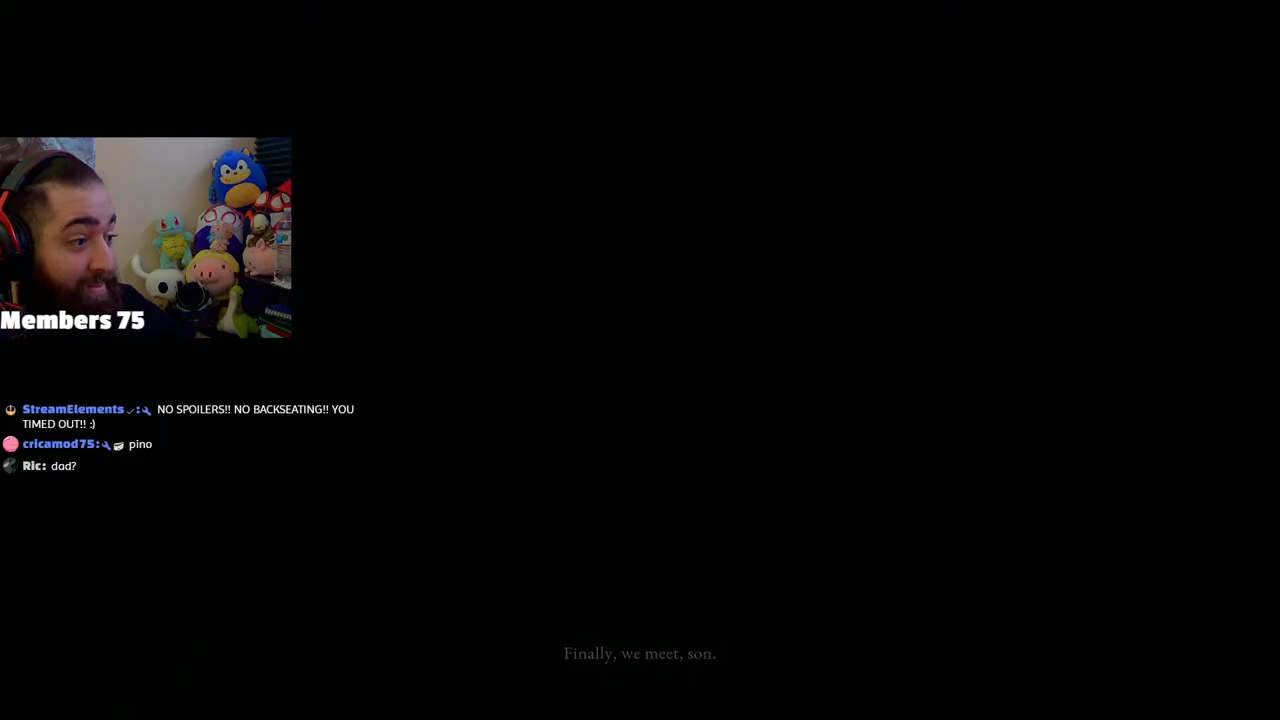 Members 75
StreamElements ✓: NO SPOILERS!! NO BACKSEATING!! YOU
TIMED OUT!! :)
cricamod75: pino
Ric: dad?
Finally, we meet, son.